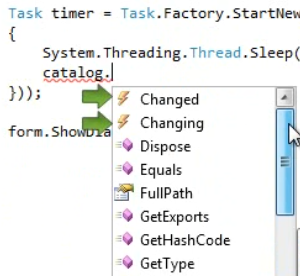 Task timer = Task.Factory.StartNew
{
System.Threading.Thread.Sleep(
catalog.
}));
form.ShowDia
Changed
Changing
Dispose
Equals
FullPath
GetExports
GetHashCode
GetType